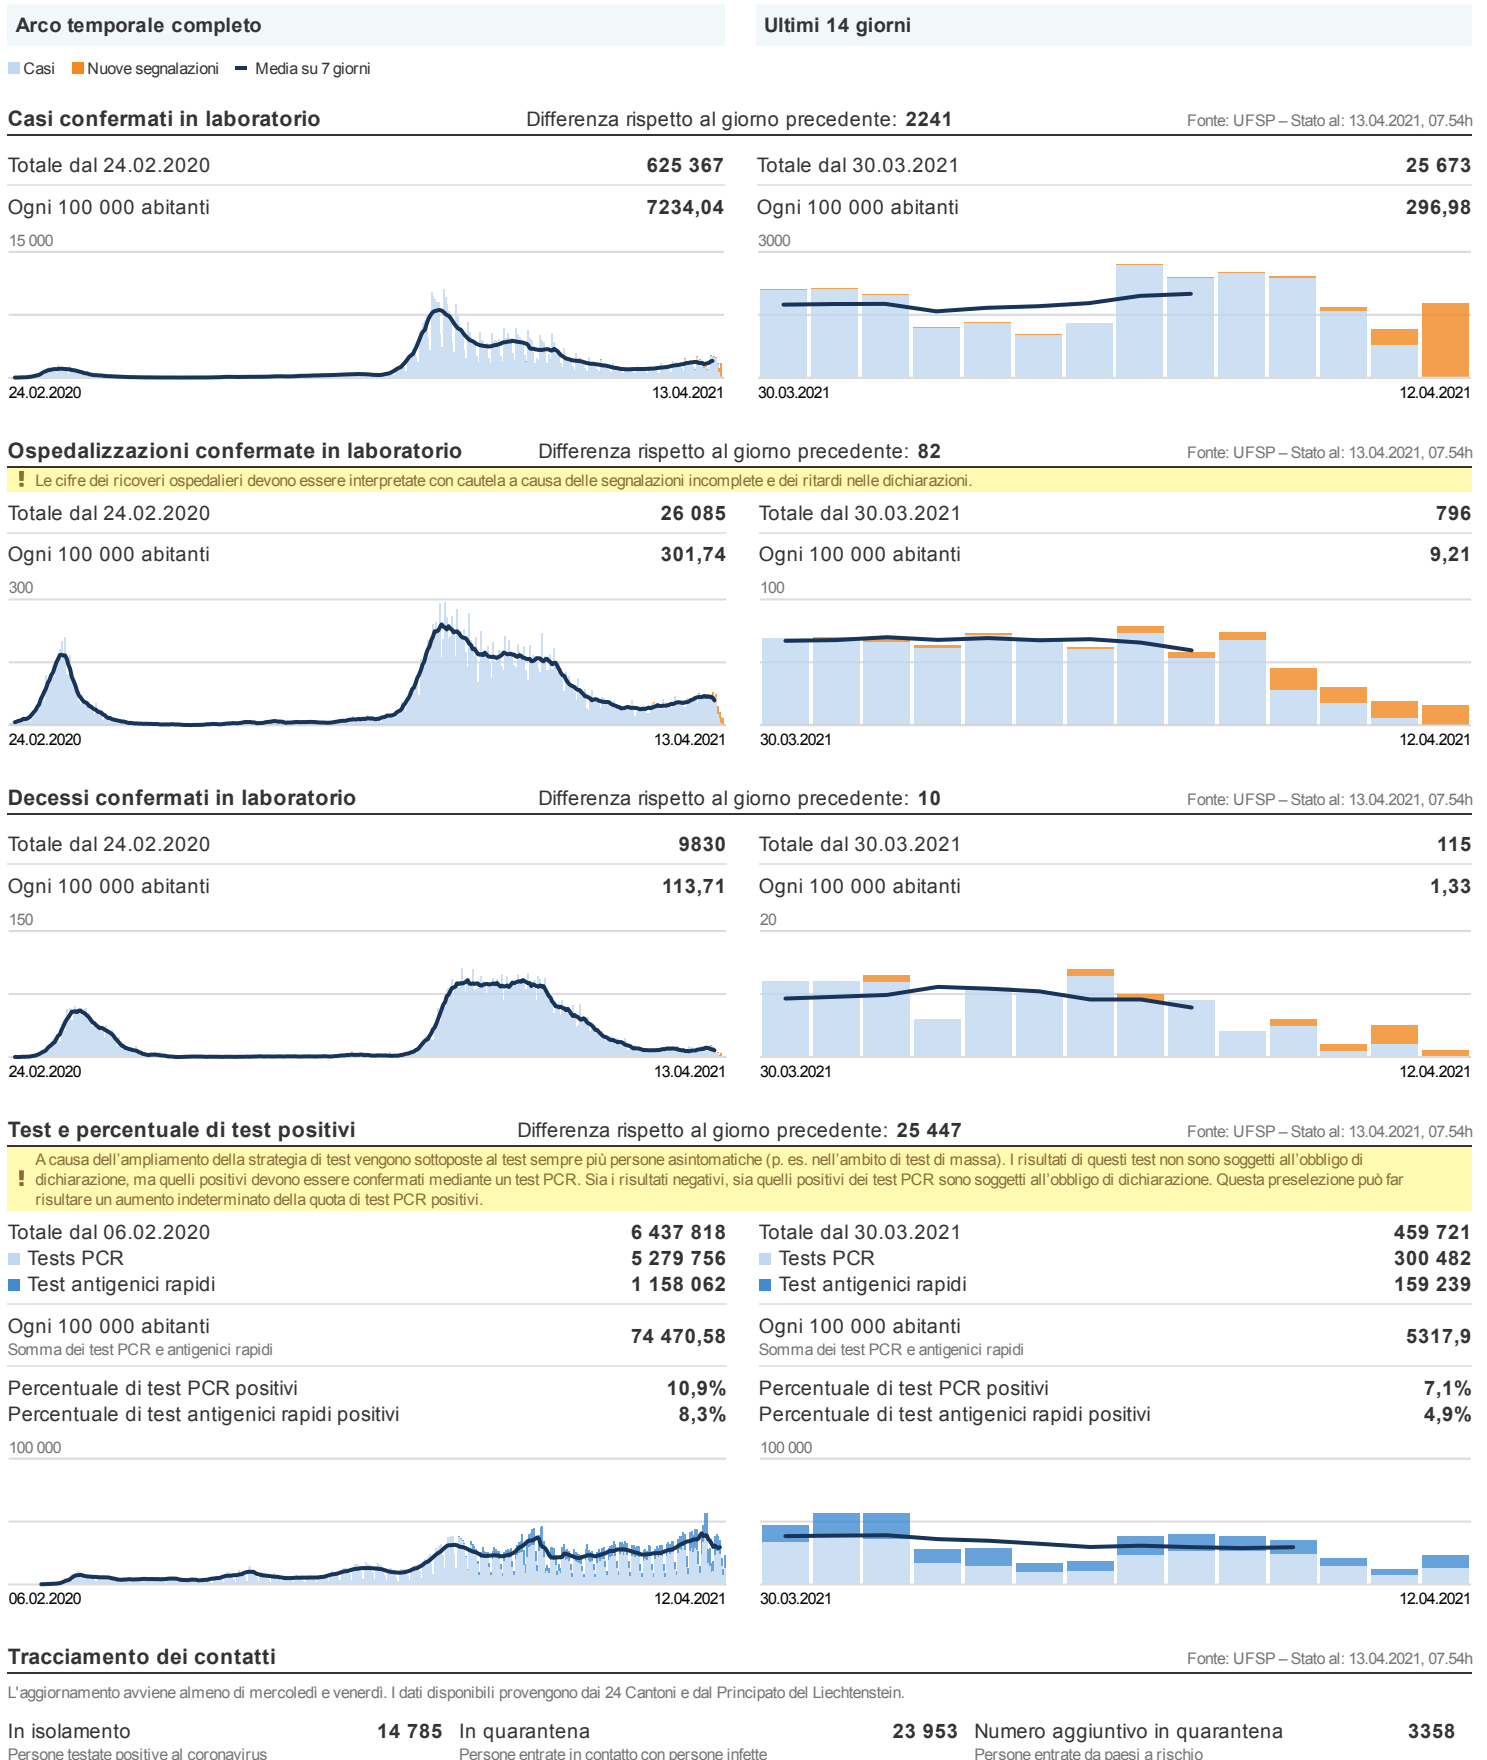 Arco temporale completo
Ultimi 14 giorni
Casi Nuove segnalazioni Media su 7 giorni
Casi confermati in laboratorio Differenza rispetto al giorno precedente: 2241 Fonte: UFSP – Stato al: 13.04.2021, 07.54h
Totale dal 24.02.2020 625 367
Ogni 100 000 abitanti 7234,04
15 000
24.02.2020 13.04.2021
Totale dal 30.03.2021 25 673
Ogni 100 000 abitanti 296,98
3000
30.03.2021 12.04.2021
Ospedalizzazioni confermate in laboratorio Differenza rispetto al giorno precedente: 82 Fonte: UFSP – Stato al: 13.04.2021, 07.54h
! Le cifre dei ricoveri ospedalieri devono essere interpretate con cautela a causa delle segnalazioni incomplete e dei ritardi nelle dichiarazioni.
Totale dal 24.02.2020 26 085
Ogni 100 000 abitanti 301,74
300
24.02.2020 13.04.2021
Totale dal 30.03.2021 796
Ogni 100 000 abitanti 9,21
100
30.03.2021 12.04.2021
Decessi confermati in laboratorio Differenza rispetto al giorno precedente: 10 Fonte: UFSP – Stato al: 13.04.2021, 07.54h
Totale dal 24.02.2020 9830
Ogni 100 000 abitanti 113,71
150
24.02.2020 13.04.2021
Totale dal 30.03.2021 115
Ogni 100 000 abitanti 1,33
20
30.03.2021 12.04.2021
Test e percentuale di test positivi Differenza rispetto al giorno precedente: 25 447 Fonte: UFSP – Stato al: 13.04.2021, 07.54h
A causa dell'ampliamento della strategia di test vengono sottoposte al test sempre più persone asintomatiche (p. es. nell'ambito di test di massa). I risultati di questi test non sono soggetti all'obbligo di
! dichiarazione, ma quelli positivi devono essere confermati mediante un test PCR. Sia i risultati negativi, sia quelli positivi dei test PCR sono soggetti all'obbligo di dichiarazione. Questa preselezione può far
risultare un aumento indeterminato della quota di test PCR positivi.
Totale dal 06.02.2020 6 437 818
Tests PCR 5 279 756
Test antigenici rapidi 1 158 062
Ogni 100 000 abitanti 74 470,58
Somma dei test PCR e antigenici rapidi
Percentuale di test PCR positivi 10,9%
Percentuale di test antigenici rapidi positivi 8,3%
100 000
06.02.2020 12.04.2021
Totale dal 30.03.2021 459 721
Tests PCR 300 482
Test antigenici rapidi 159 239
Ogni 100 000 abitanti 5317,9
Somma dei test PCR e antigenici rapidi
Percentuale di test PCR positivi 7,1%
Percentuale di test antigenici rapidi positivi 4,9%
100 000
30.03.2021 12.04.2021
Tracciamento dei contatti Fonte: UFSP – Stato al: 13.04.2021, 07.54h
L'aggiornamento avviene almeno di mercoledì e venerdì. I dati disponibili provengono dai 24 Cantoni e dal Principato del Liechtenstein.
In isolamento 14 785 In quarantena 23 953 Numero aggiuntivo in quarantena 3358
Persone testate positive al coronavirus Persone entrate in contatto con persone infette Persone entrate da paesi a rischio